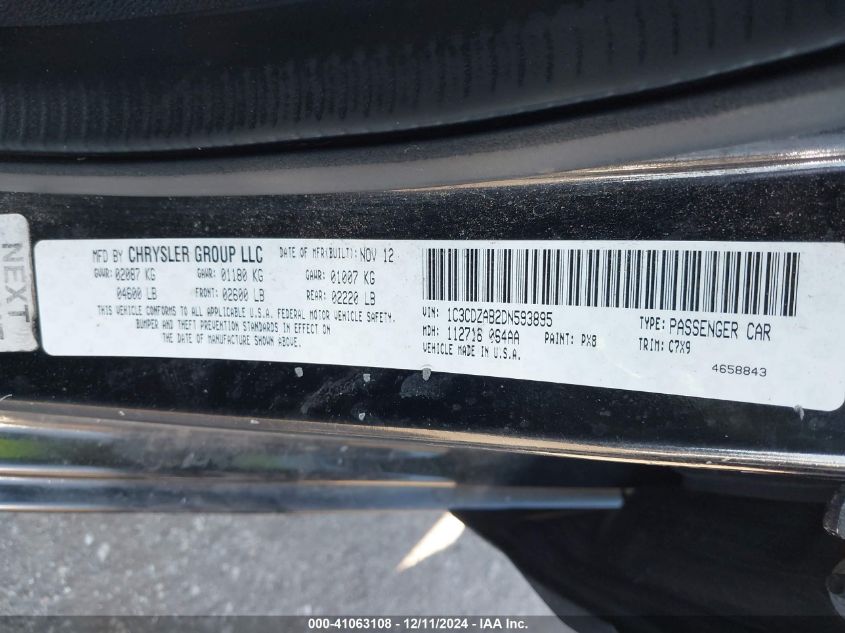 NEXT
MFD BY CHRYSLER GROUP LLC DATE OF MFR(BUILT): NOV 12
GVWR: 02087 KG GAWR: 01180 KG GAWR: 01007 KG
04600 LB FRONT: 02600 LB REAR: 02220 LB
THIS VEHICLE CONFORMS TO ALL APPLICABLE U.S.A. FEDERAL MOTOR VEHICLE SAFETY,
BUMPER AND THEFT PREVENTION STANDARDS IN EFFECT ON
THE DATE OF MANUFACTURE SHOWN ABOVE.
VIN: 1C3CDZAB2DN593895 TYPE: PASSENGER CAR
MDH: 112716 064AA PAINT: PX8 TRIM: C7X9
VEHICLE MADE IN U.S.A.
4658843
000-41063108 - 12/11/2024 - IAA Inc.